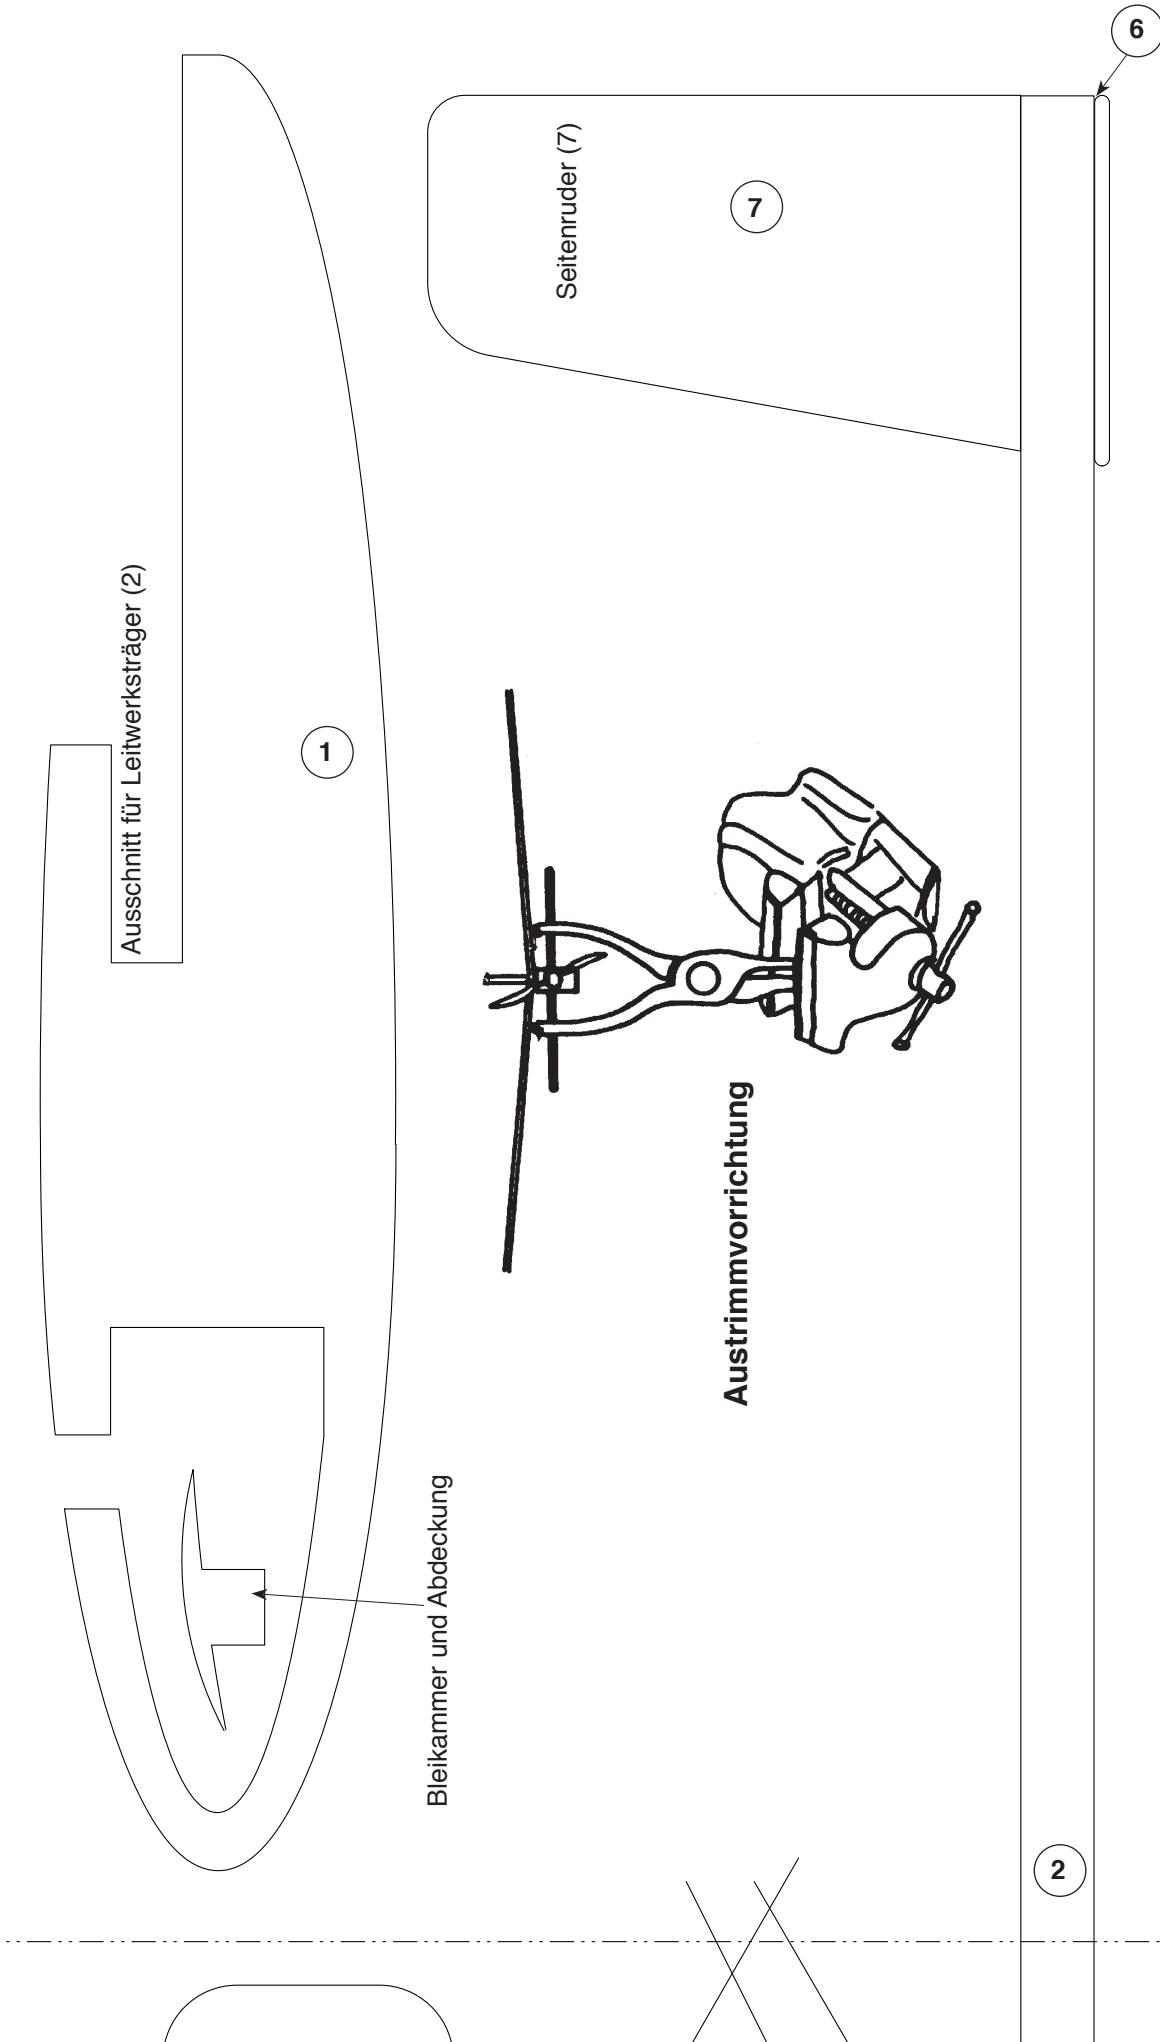 6
Seitenruder (7)
7
Ausschnitt für Leitwerksträger (2)
1
Austrimmvorrichtung
Bleikammer und Abdeckung
2